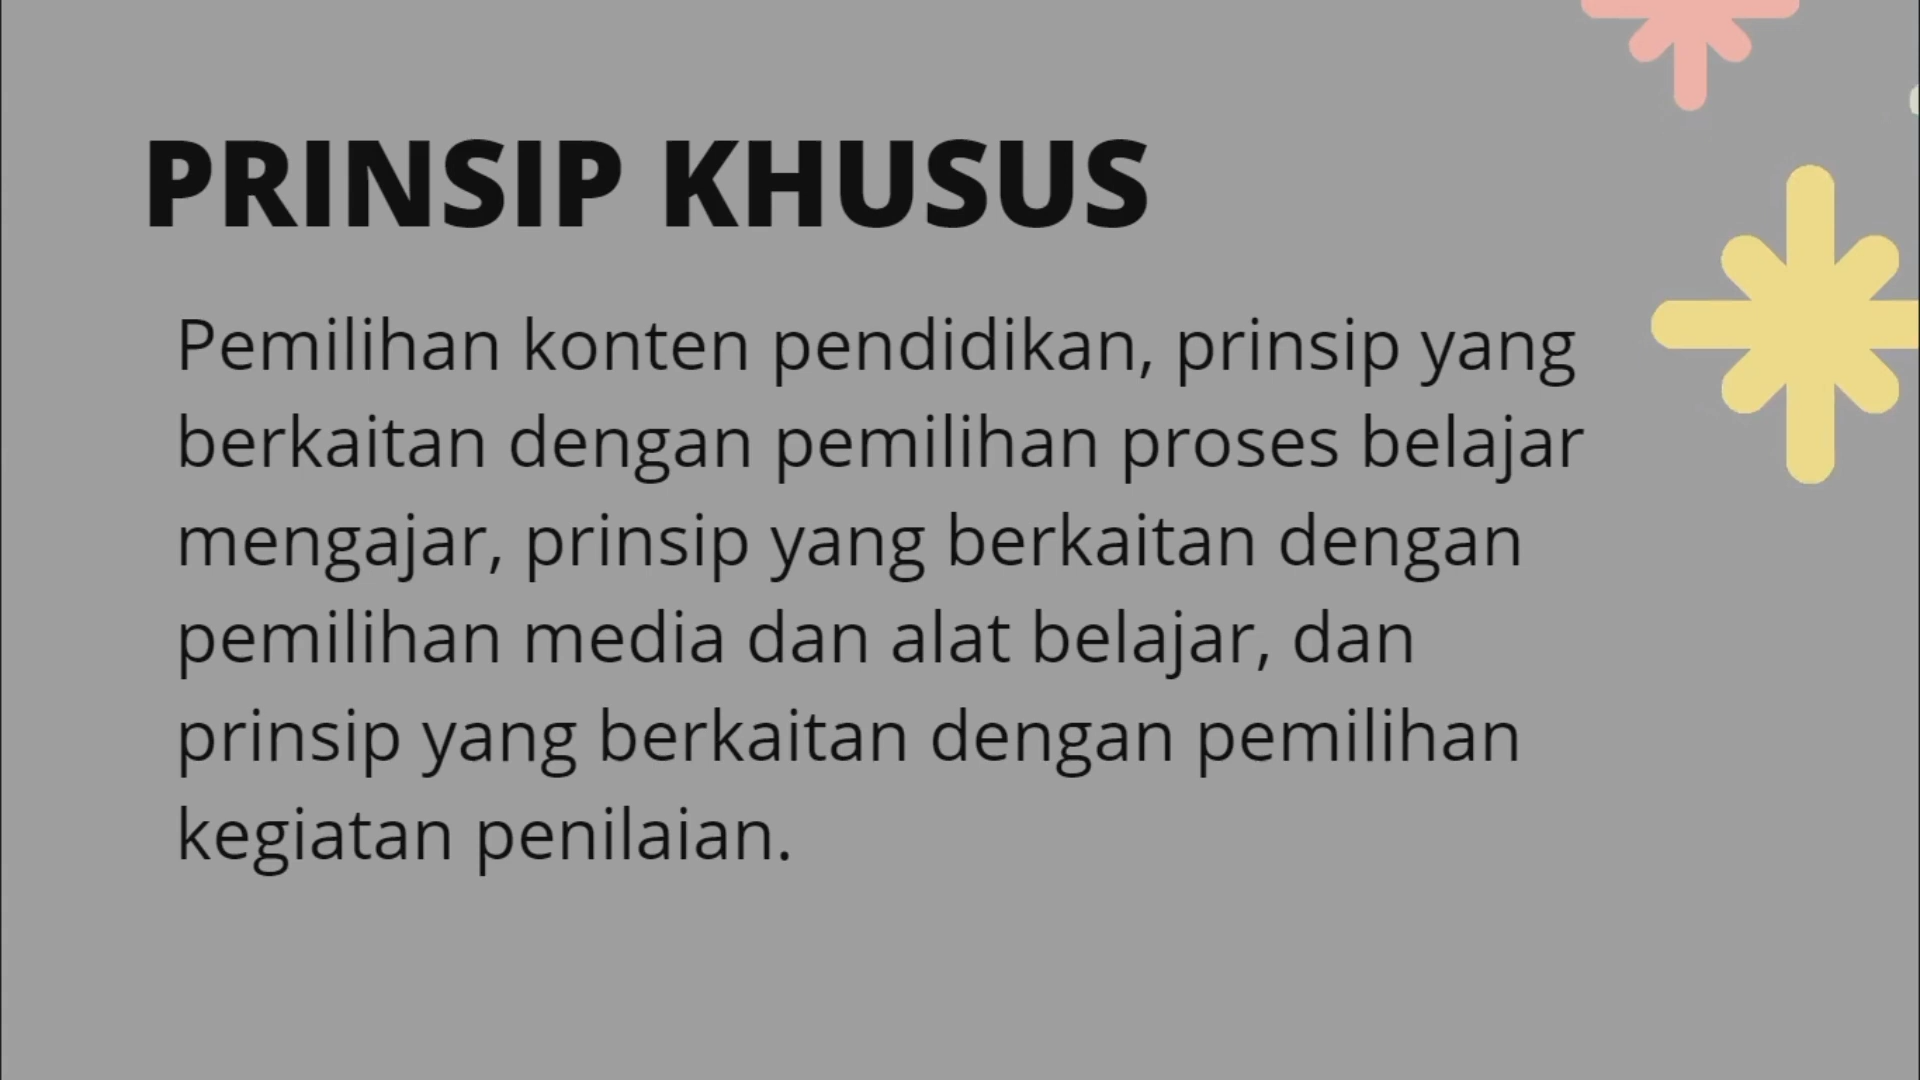 PRINSIP KHUSUS
Pemilihan konten pendidikan, prinsip yang
berkaitan dengan pemilihan proses belajar
mengajar, prinsip yang berkaitan dengan
pemilihan media dan alat belajar, dan
prinsip yang berkaitan dengan pemilihan
kegiatan penilaian.